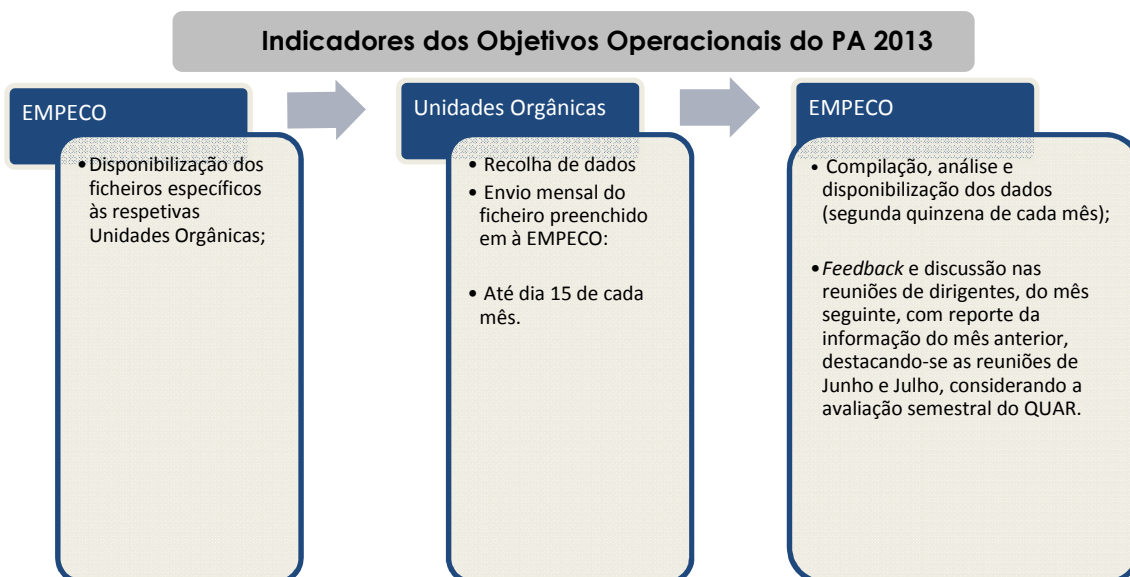 Indicadores dos Objetivos Operacionais do PA 2013
EMPECO
•Disponibilização dos
ficheiros específicos
às respetivas
Unidades Orgânicas;
Unidades Orgânicas
• Recolha de dados
• Envio mensal do
ficheiro preenchido
em à EMPECO:
• Até dia 15 de cada
mês.
EMPECO
• Compilação, análise e
disponibilização dos dados
(segunda quinzena de cada mês);
•Feedback e discussão nas
reuniões de dirigentes, do mês
seguinte, com reporte da
informação do mês anterior,
destacando-se as reuniões de
Junho e Julho, considerando a
avaliação semestral do QUAR.